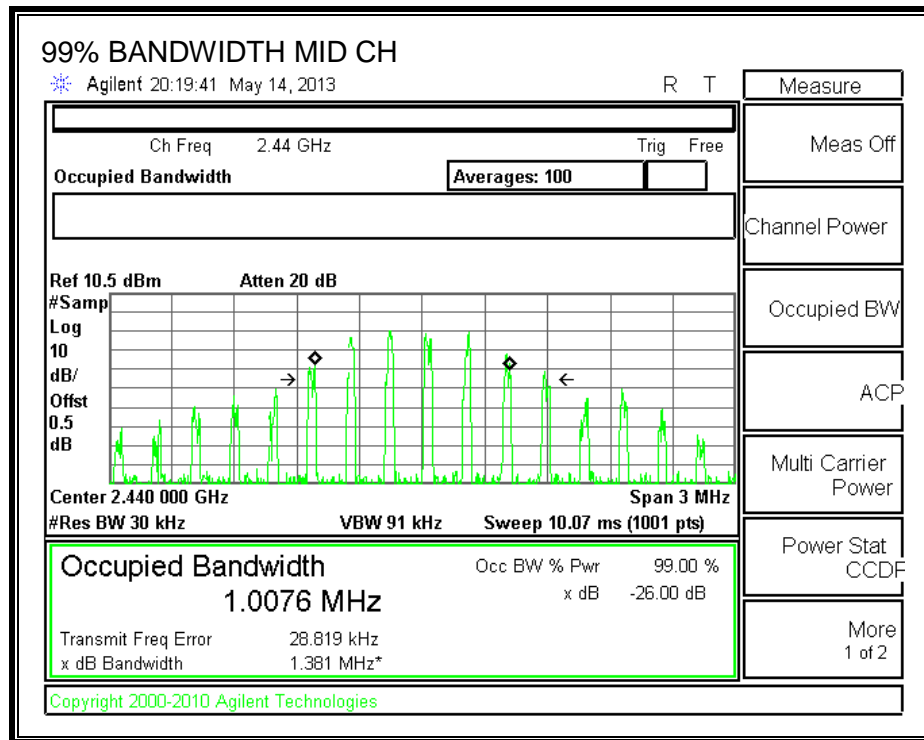 99% BANDWIDTH MID CH
Agilent 20:19:41 May 14, 2013 R T
Measure
Ch Freq 2.44 GHz Trig Free
Meas Off
Occupied Bandwidth Averages: 100
Channel Power
Ref 10.5 dBm Atten 20 dB
#Samp
Log
10
dB/
Offst
0.5
dB
Occupied BW
ACP
Center 2.440 000 GHz Span 3 MHz
#Res BW 30 kHz VBW 91 kHz Sweep 10.07 ms (1001 pts)
Multi Carrier
Power
Occupied Bandwidth Occ BW % Pwr 99.00 %
1.0076 MHz x dB -26.00 dB
Transmit Freq Error 28.819 kHz
x dB Bandwidth 1.381 MHz*
Power Stat
CCDF
More
1 of 2
Copyright 2000-2010 Agilent Technologies